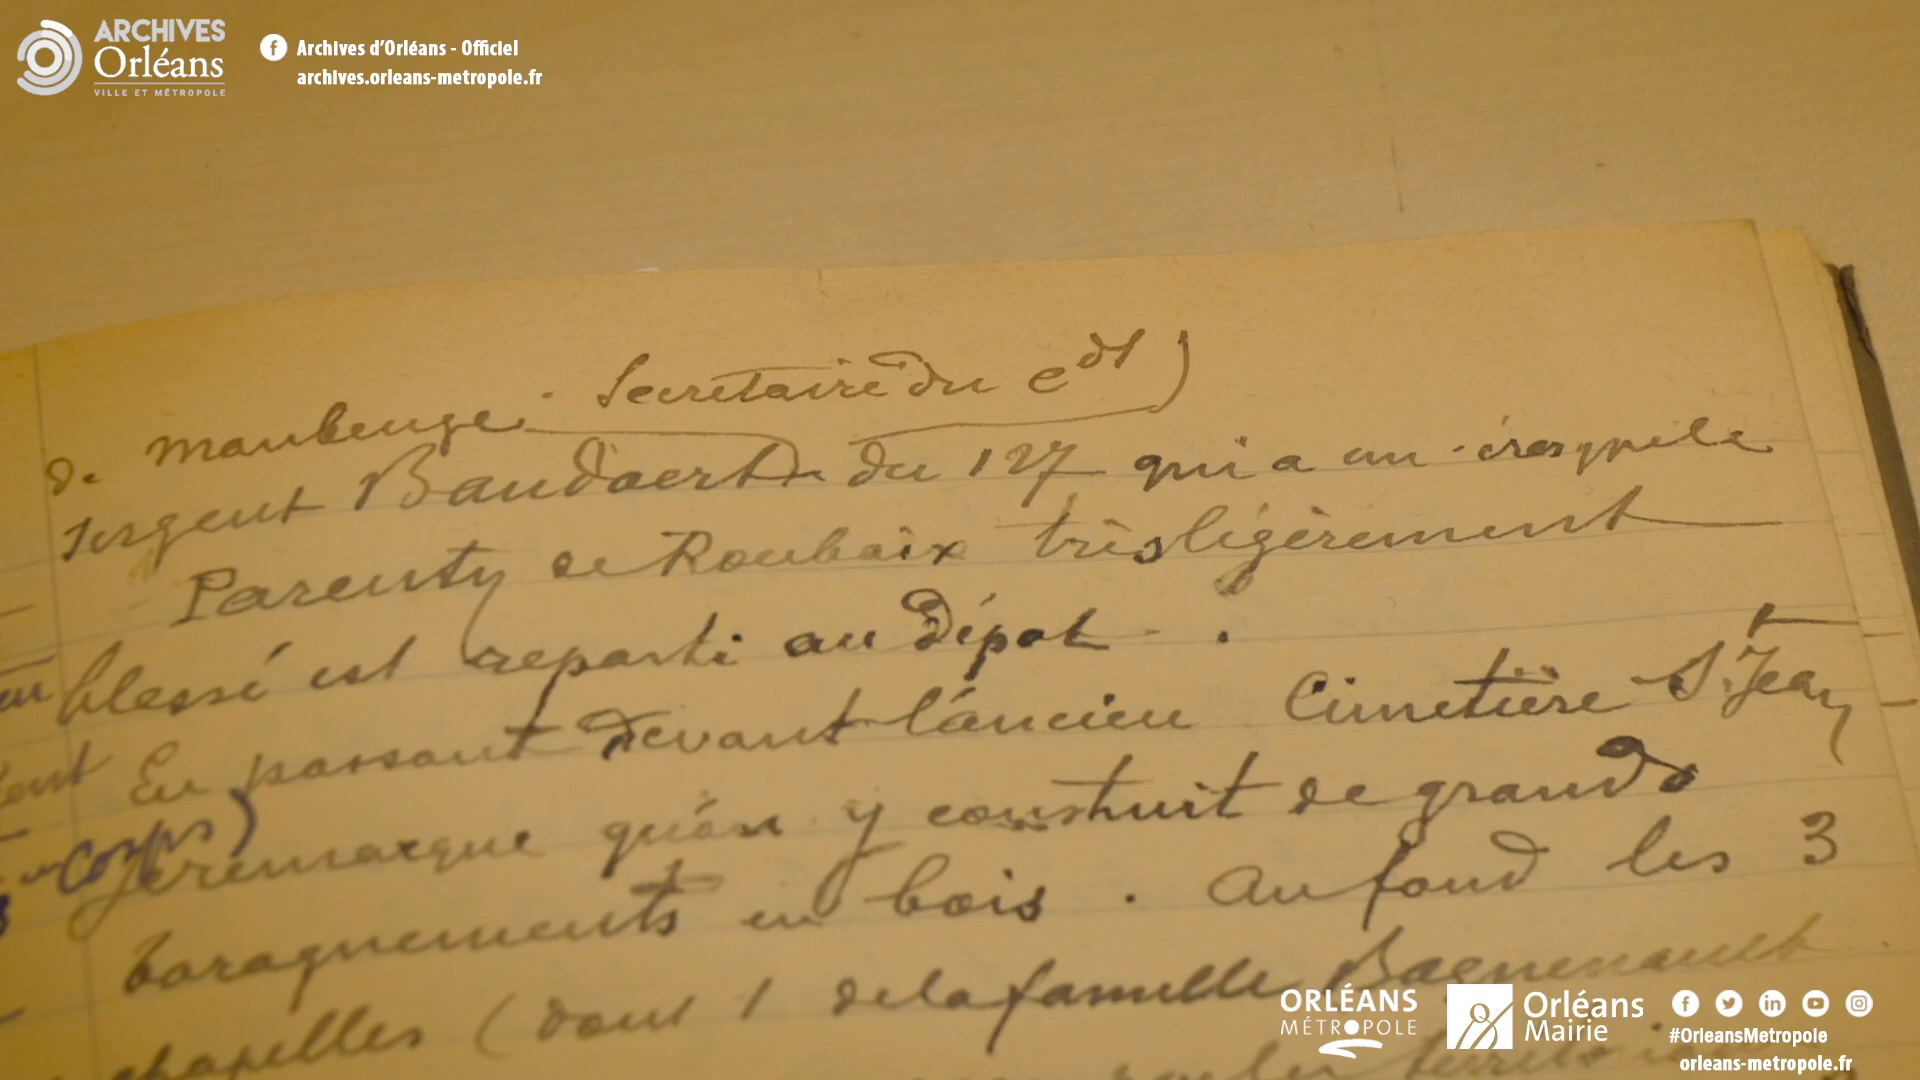 ARCHIVES
Orléans
VILLE ET MÉTROPOLE
Archives d'Orléans - Officiel
archives.orleans-metropole.fr
de Maubeuge. Secrétaire du Cdt)
sergent Baudaert du 127 qui a un
Parenty de Roubaix très légèrement
blessé est reparti au dépôt.
En passant devant l'ancien Cimetière St Jean
je remarque qu'on y construit de grands
baraquements en bois. Au fond les 3
chapelles (dont 1 de la famille Bagnenault
corps)
ORLÉANS
MÉTROPOLE
Orléans
Mairie
#OrleansMetropole
orleans-metropole.fr